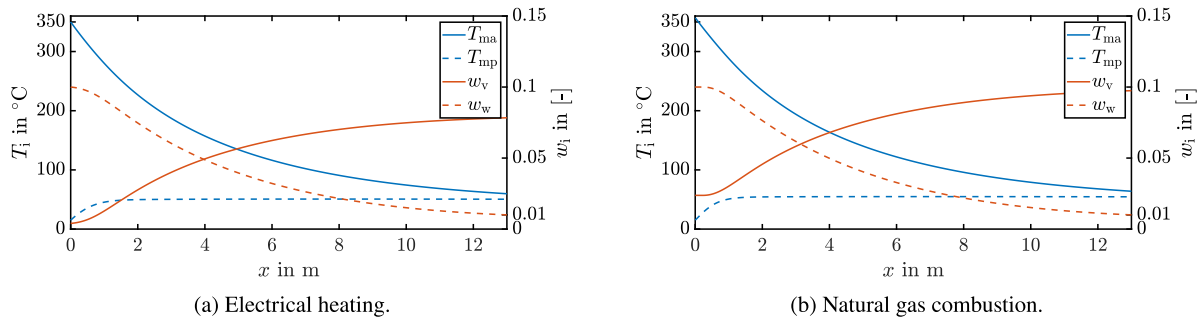 350
300
200
100
0
T_i in °C
0.15
0.1
0.05
0.01
0
w_i in [-]
T_ma
T_mp
w_v
w_w
0 2 4 6 8 10 12
x in m
(a) Electrical heating.
350
300
200
100
0
T_i in °C
0.15
0.1
0.05
0.01
0
w_i in [-]
T_ma
T_mp
w_v
w_w
0 2 4 6 8 10 12
x in m
(b) Natural gas combustion.